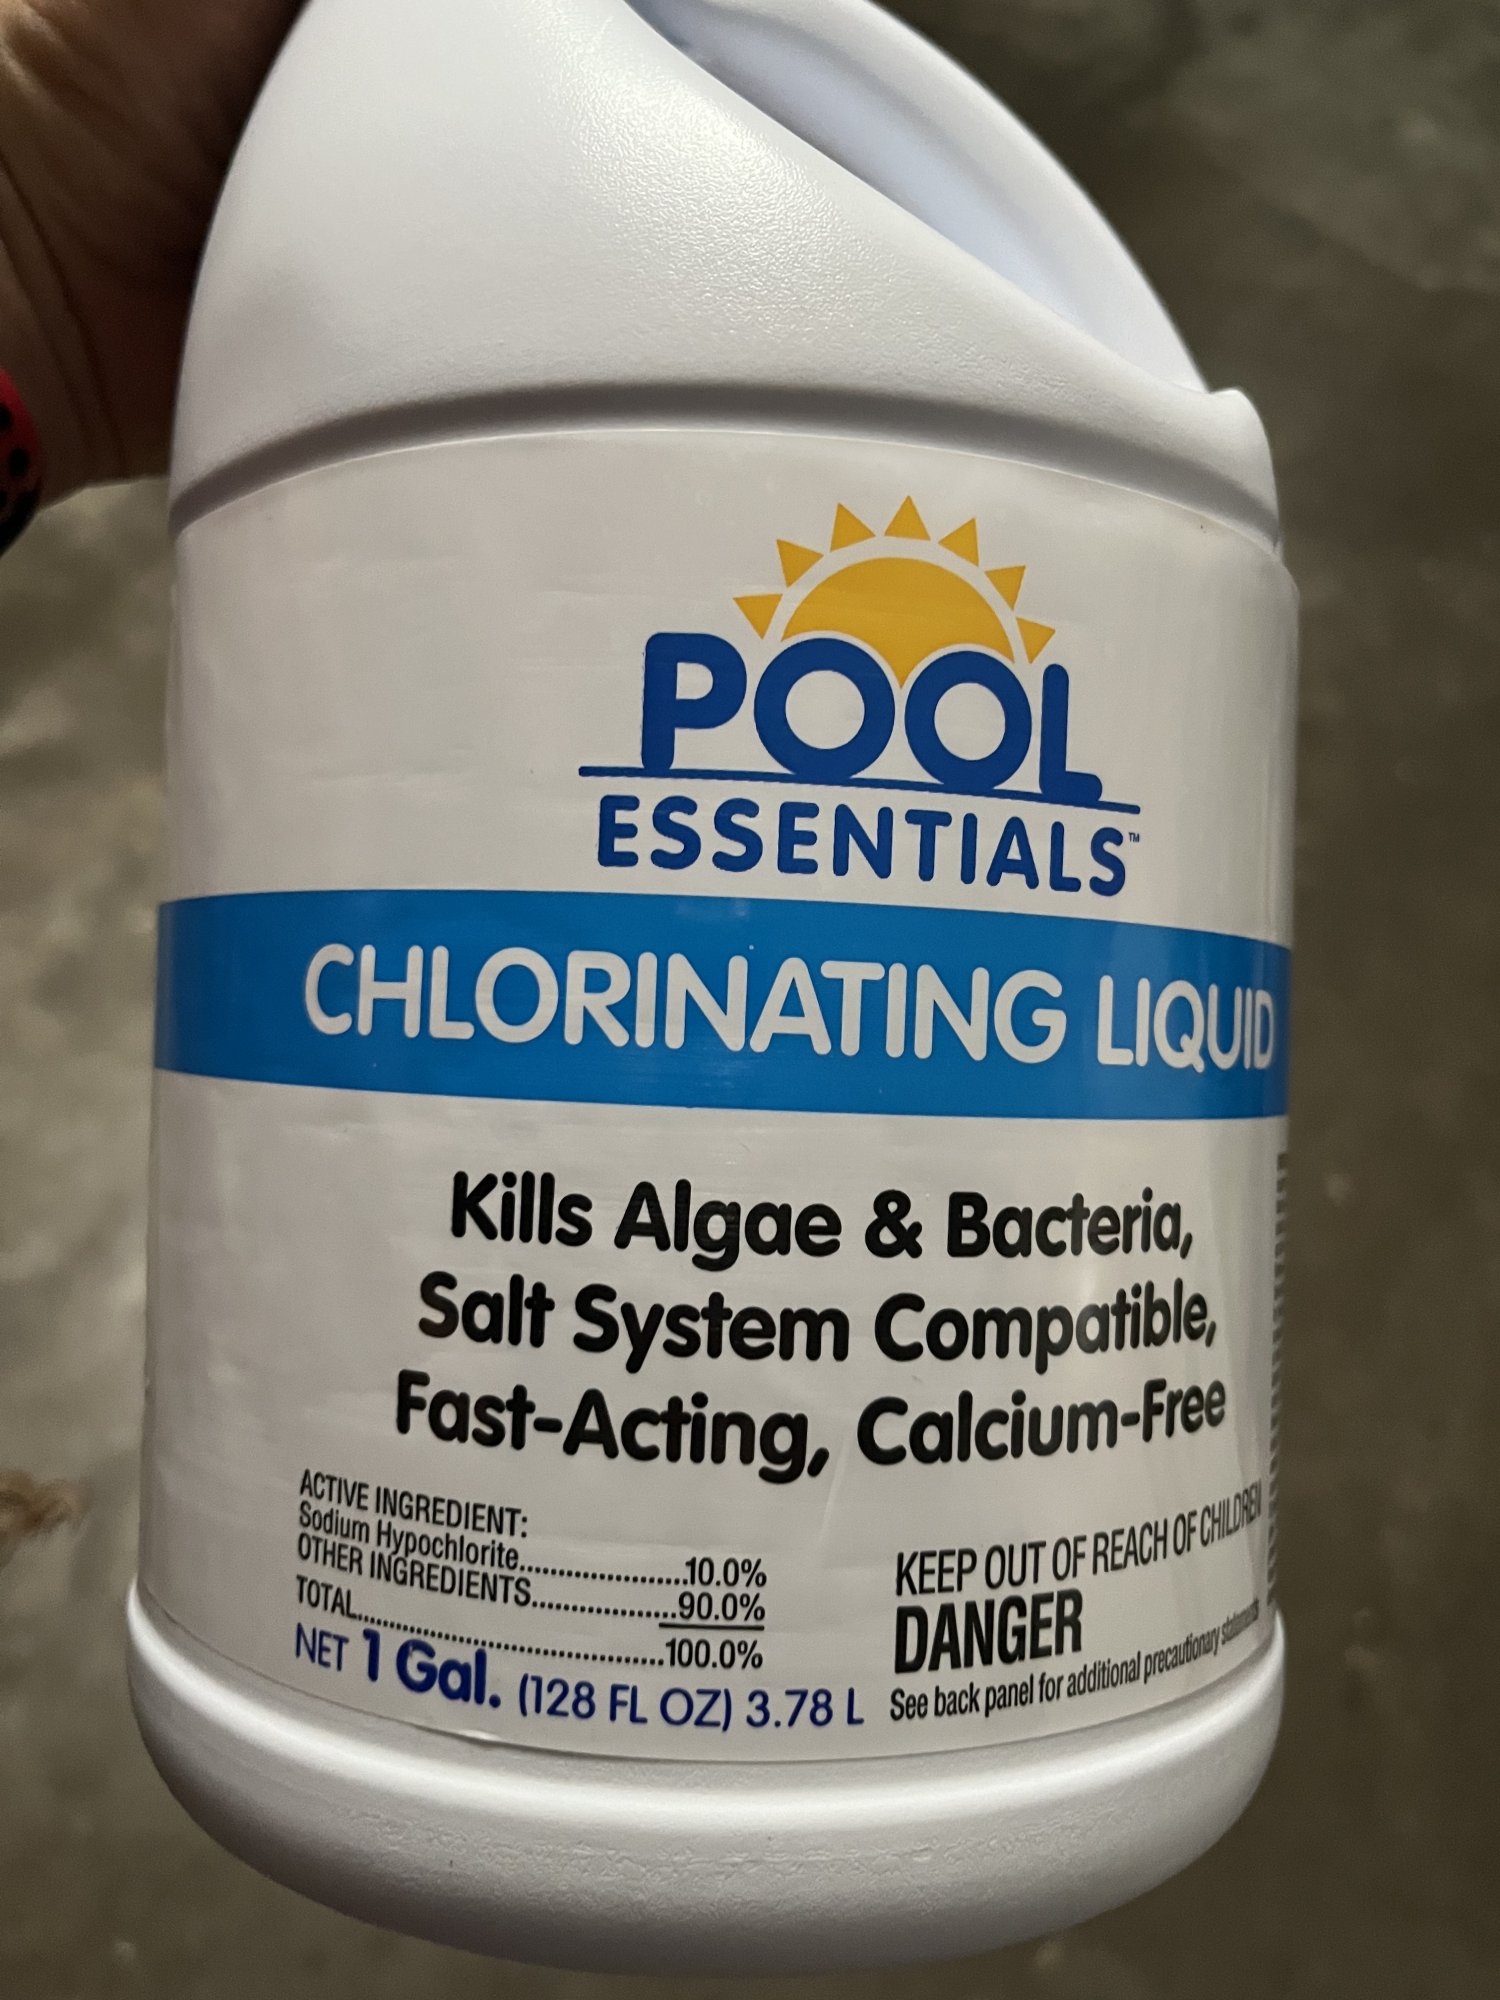 POOL
ESSENTIALS™
CHLORINATING LIQUID
Kills Algae & Bacteria,
Salt System Compatible,
Fast-Acting, Calcium-Free
ACTIVE INGREDIENT:
Sodium Hypochlorite......................10.0%
OTHER INGREDIENTS...................90.0%
TOTAL.........................................100.0%
NET 1 Gal. (128 FL OZ) 3.78 L
KEEP OUT OF REACH OF CHILDREN
DANGER
See back panel for additional precautionary statements